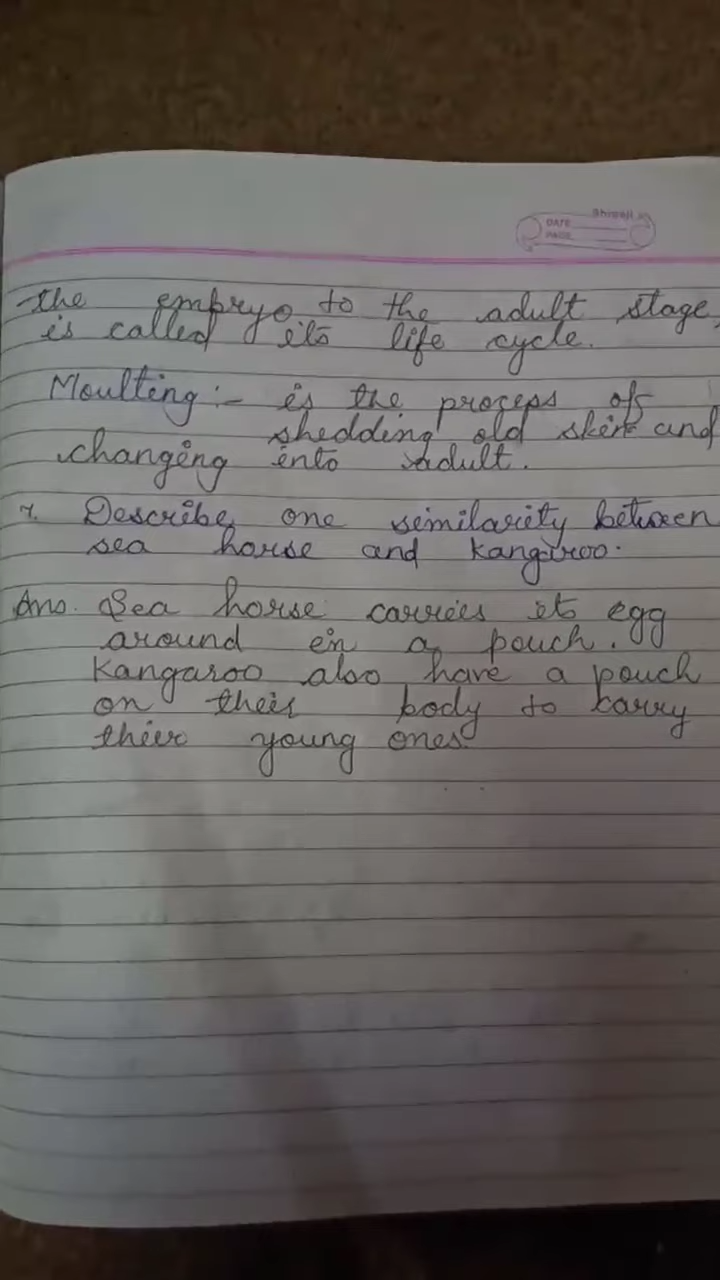 Shivaji
DATE
PAGE
the embryo to the adult stage,
is called its life cycle.
Moulting :- is the process of
shedding old skin and
changing into adult.
7. Describe one similarity between
sea horse and kangaroo.
Ans. Sea horse carries it egg
around in a pouch.
Kangaroo also have a pouch
on their body to carry
their young ones.